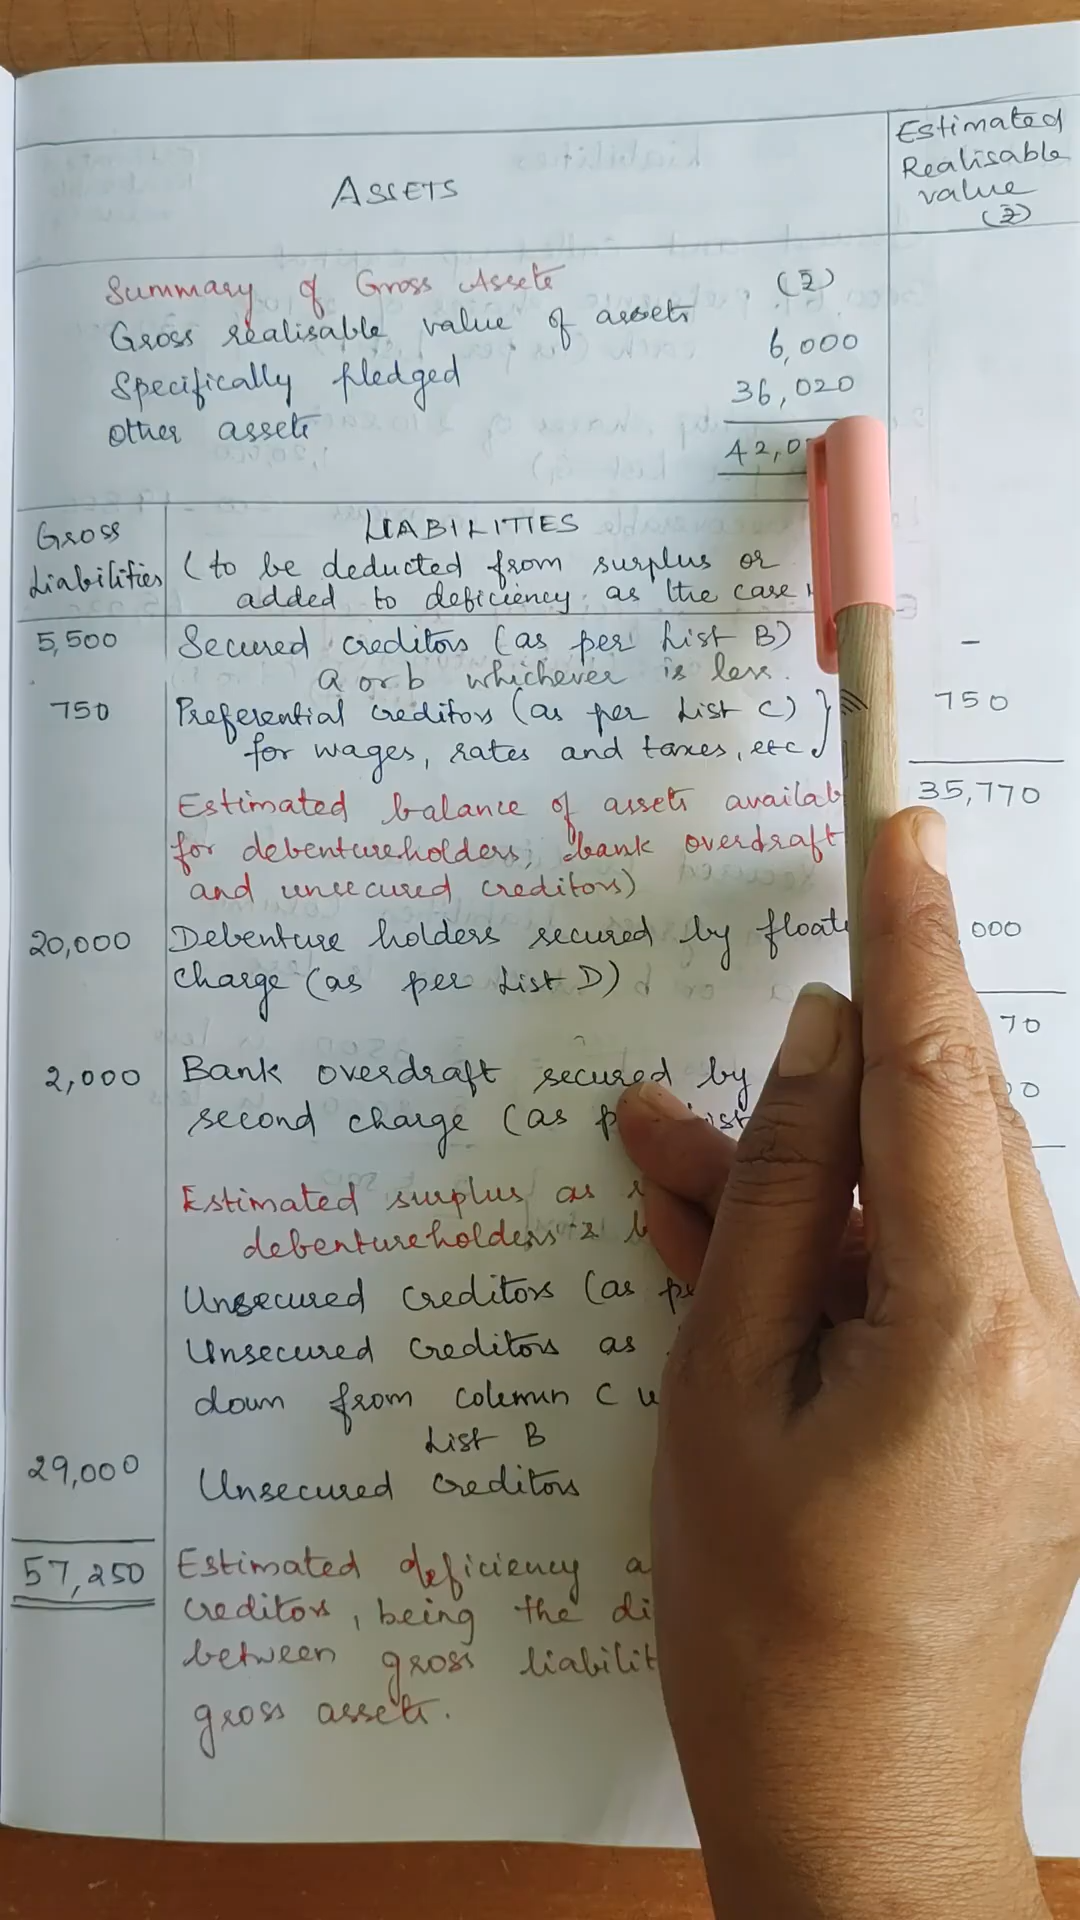 ASSETS
Estimated
Realisable
value
(₹)
Summary of Gross Assets (₹)
Gross realisable value of assets
Specifically pledged 6,000
other assets 36,020
42,0
Gross
Liabilities
LIABILITIES
(to be deducted from surplus or
added to deficiency as the case
5,500 Secured creditors (as per List B) -
a or b whichever is less.
750 Preferential creditors (as per List C) 750
for wages, rates and taxes, etc
Estimated balance of assets availab 35,770
for debentureholders, bank overdraft
and unsecured creditors)
20,000 Debenture holders secured by floati ,000
charge (as per List D)
70
2,000 Bank overdraft secured by 0
second charge (as p
Estimated surplus as
debentureholders &
Unsecured creditors (as pe
Unsecured creditors as
down from column C
List B
29,000 Unsecured creditors
57,250 Estimated deficiency a
creditors, being the di
between gross liabilit
gross assets.